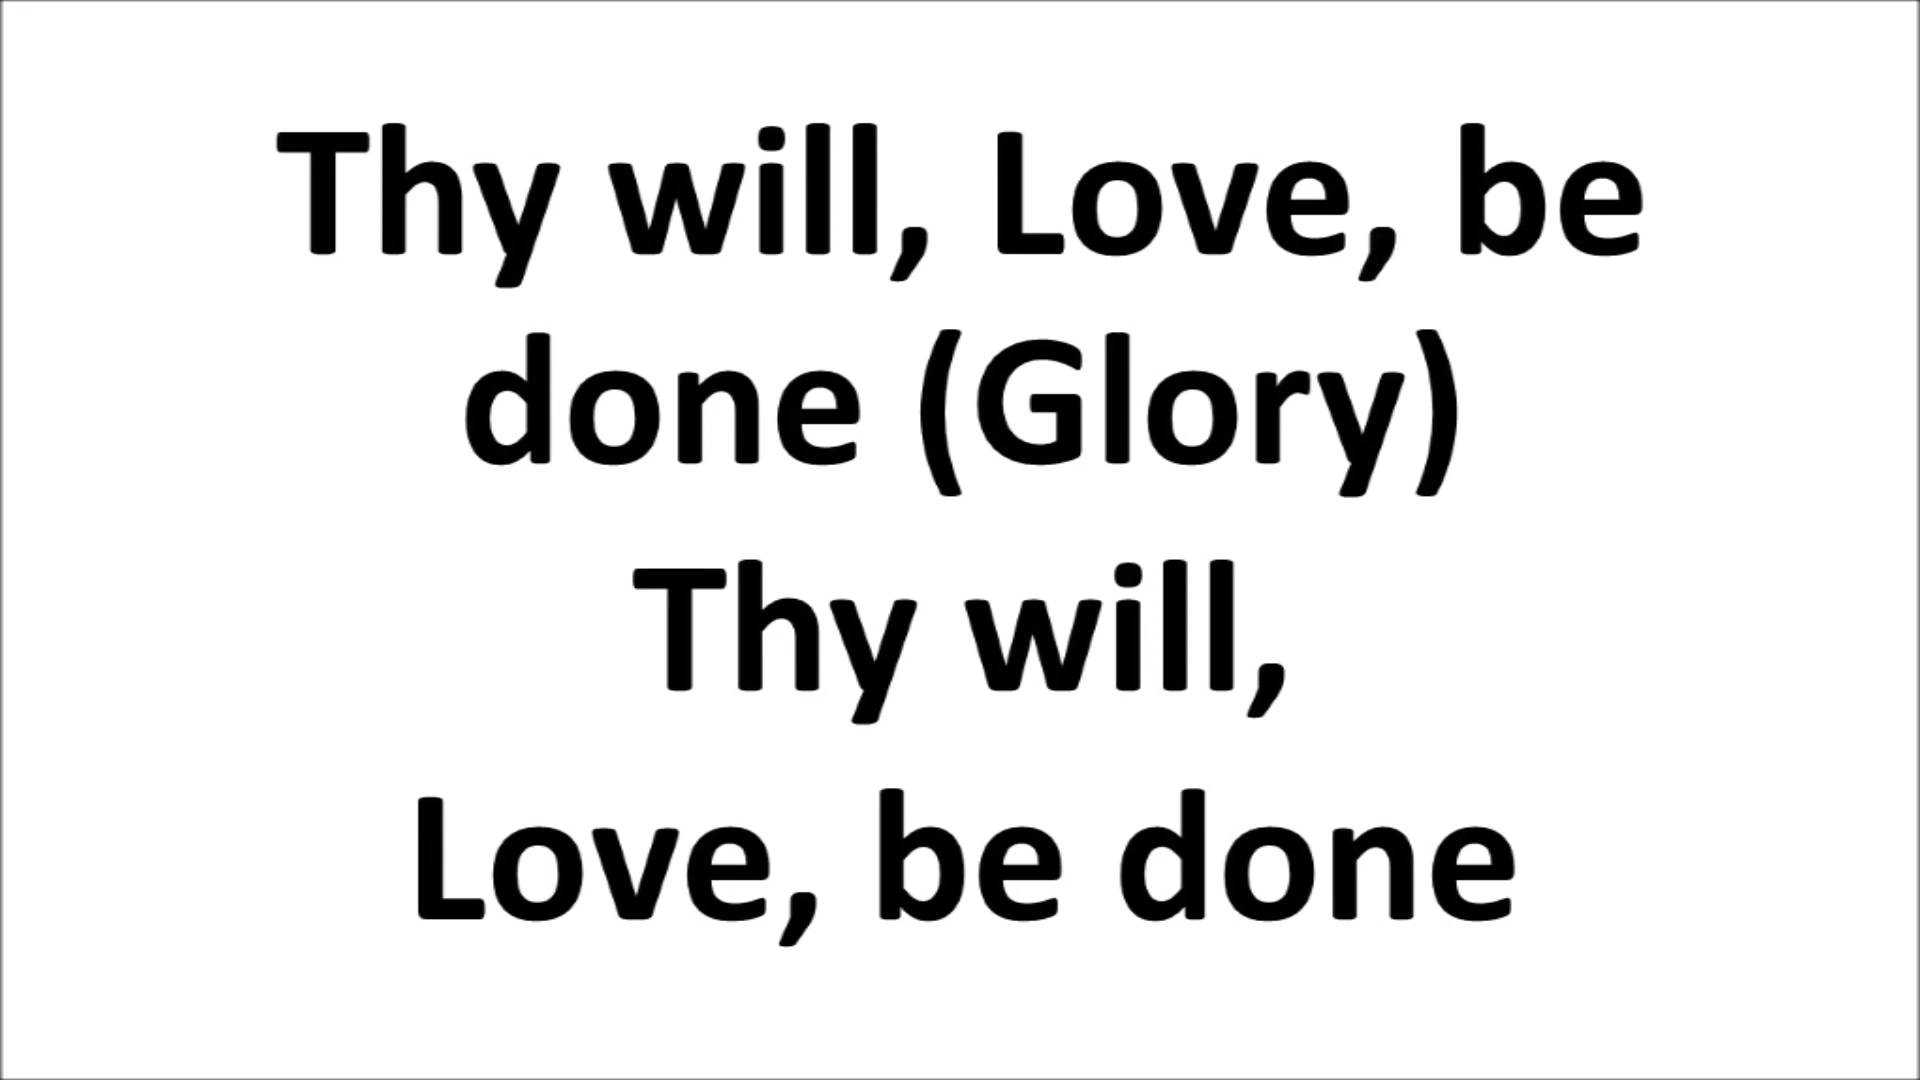 Thy will, Love, be
done (Glory)
Thy will,
Love, be done